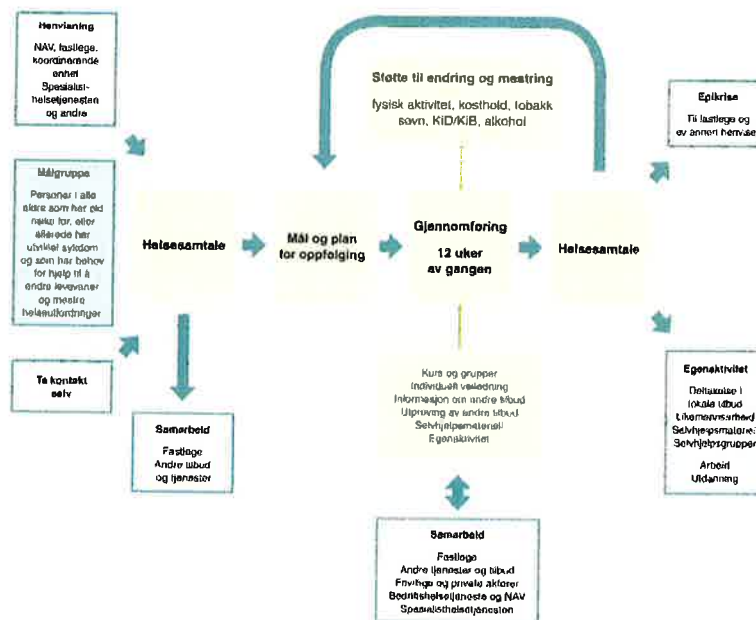 Henvisning
NAV, fastlege,
koordinerende
enhet
Spesialist-
helsetjenesten
og andre
Målgruppe
Personer i alle
aldre som har økt
risiko for, eller
allerede har
utviklet sykdom
og som har behov
for hjelp til å
endre levevaner
og mestre
helseutfordringer
Ta kontakt
selv
Helsesamtale
Samarbeid
Fastlege
Andre tilbud
og tjenester
Mål og plan
for oppfølging
Støtte til endring og mestring
fysisk aktivitet, kosthold, tobakk
søvn, KiD/KiB, alkohol
Gjennomføring
12 uker
av gangen
Kurs og grupper
Individuell veiledning
Informasjon om andre tilbud
Utprøving av andre tilbud
Selvhjelpsmateriell
Egenaktivitet
Samarbeid
Fastlege
Andre tjenester og tilbud
Frivillige og private aktører
Bedriftshelsetjeneste og NAV
Spesialisthelsetjenesten
Helsesamtale
Epikrise
Til fastlege og
ev annen henviser
Egenaktivitet
Deltakelse i
lokale tilbud
Likemannsarbeid
Selvhjelpsmateriell
Selvhjelpsgrupper
Arbeid
Utdanning